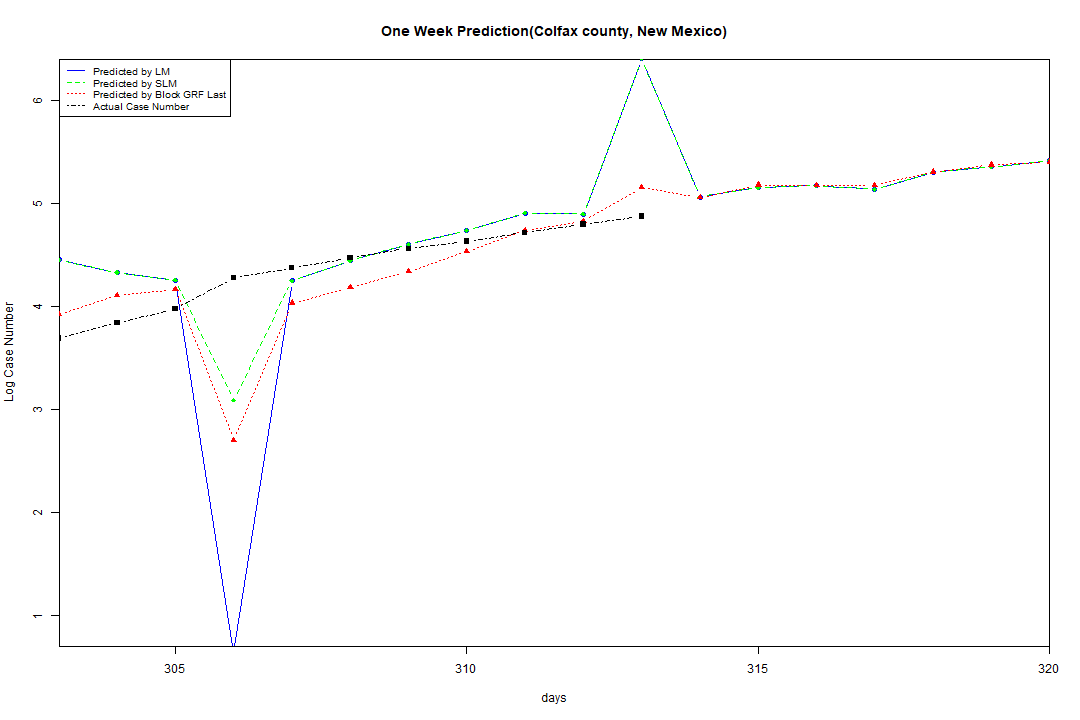 One Week Prediction(Colfax county, New Mexico)
Predicted by LM
Predicted by SLM
Predicted by Block GRF Last
Actual Case Number
6
5
4
3
2
1
Log Case Number
305 310 315 320
days